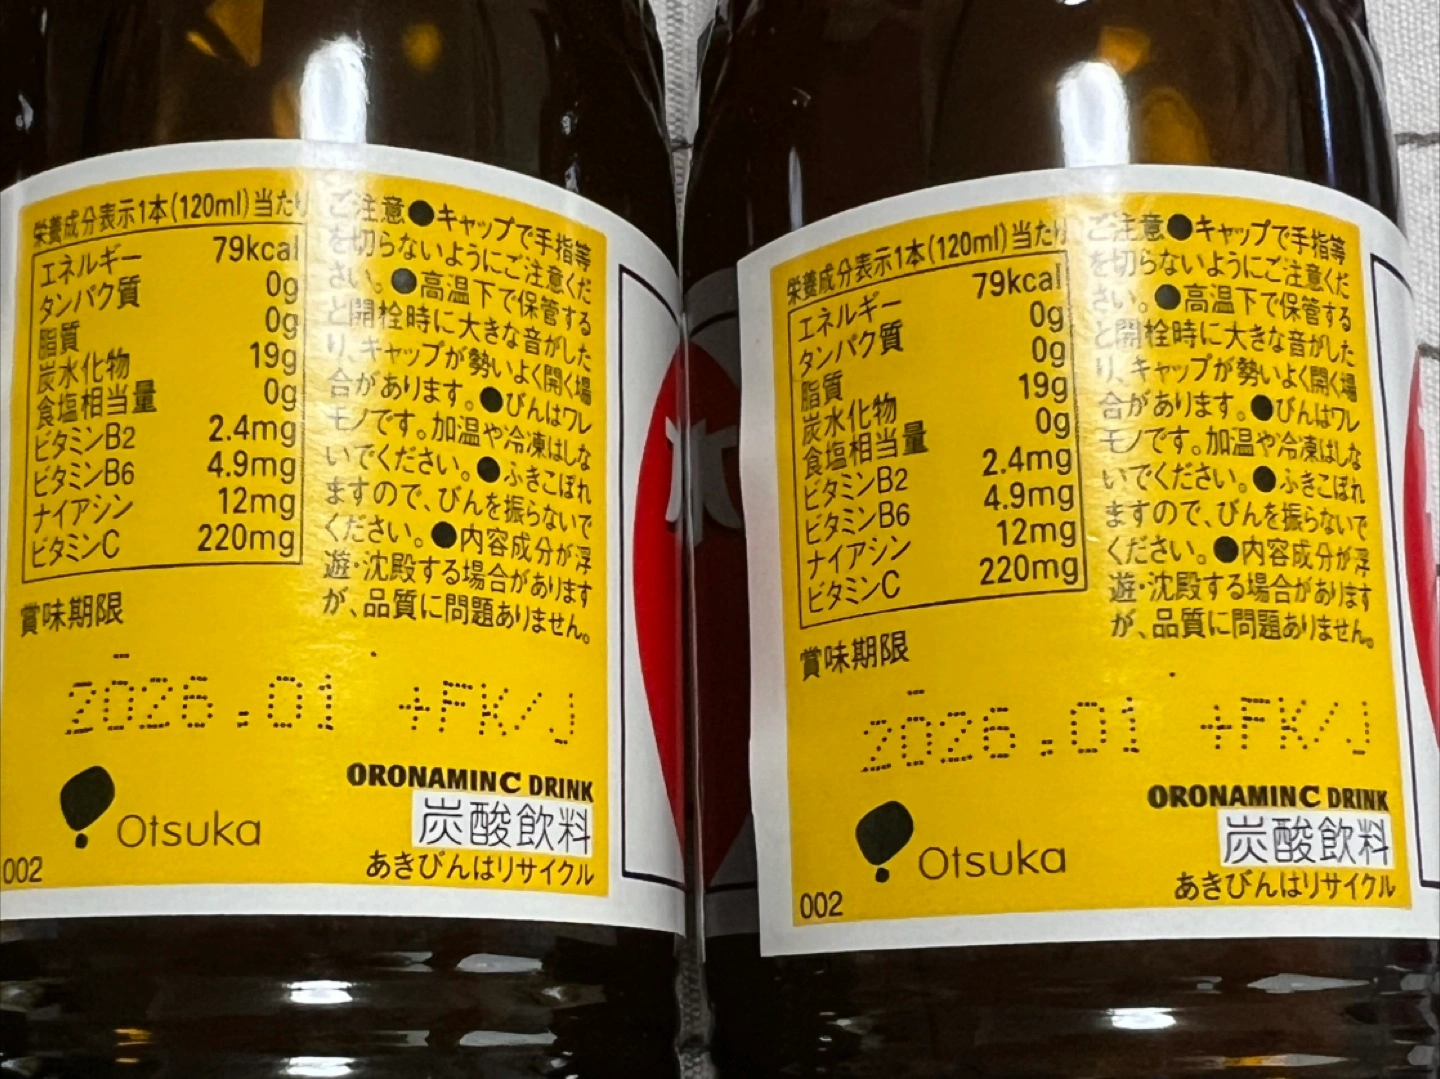 栄養成分表示1本(120ml)当たり
エネルギー 79kcal
タンパク質 0g
脂質 0g
炭水化物 19g
食塩相当量 0g
ビタミンB2 2.4mg
ビタミンB6 4.9mg
ナイアシン 12mg
ビタミンC 220mg
ご注意●キャップで手指等
を切らないようにご注意くだ
さい。●高温下で保管する
と開栓時に大きな音がした
り、キャップが勢いよく開く場
合があります。●びんはワレ
モノです。加温や冷凍はしな
いでください。●ふきこぼれ
ますので、びんを振らないで
ください。●内容成分が浮
遊・沈殿する場合があります
が、品質に問題ありません。
賞味期限
2026.01 +FK/J
ORONAMIN C DRINK
炭酸飲料
Otsuka
あきびんはリサイクル
002
栄養成分表示1本(120ml)当たり
エネルギー 79kcal
タンパク質 0g
脂質 0g
炭水化物 19g
食塩相当量 0g
ビタミンB2 2.4mg
ビタミンB6 4.9mg
ナイアシン 12mg
ビタミンC 220mg
ご注意●キャップで手指等
を切らないようにご注意くだ
さい。●高温下で保管する
と開栓時に大きな音がした
り、キャップが勢いよく開く場
合があります。●びんはワレ
モノです。加温や冷凍はしな
いでください。●ふきこぼれ
ますので、びんを振らないで
ください。●内容成分が浮
遊・沈殿する場合があります
が、品質に問題ありません。
賞味期限
2026.01 +FK/J
ORONAMIN C DRINK
炭酸飲料
Otsuka
あきびんはリサイクル
002